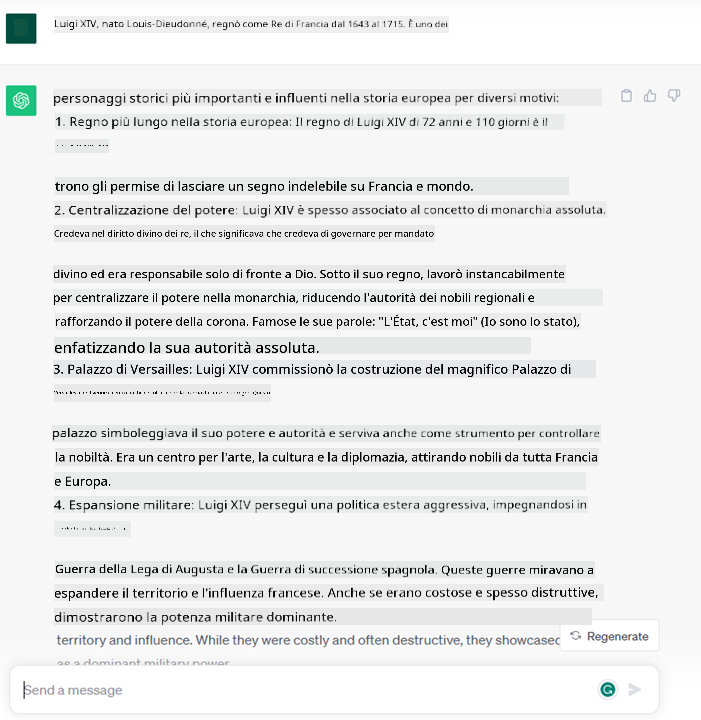 Luigi XIV, nato Louis-Dieudonné, regnò come Re di Francia dal 1643 al 1715. È uno dei
personaggi storici più importanti e influenti nella storia europea per diversi motivi:
1. Regno più lungo nella storia europea: Il regno di Luigi XIV di 72 anni e 110 giorni è il
trono gli permise di lasciare un segno indelebile su Francia e mondo.
2. Centralizzazione del potere: Luigi XIV è spesso associato al concetto di monarchia assoluta.
Credeva nel diritto divino dei re, il che significava che credeva di governare per mandato
divino ed era responsabile solo di fronte a Dio. Sotto il suo regno, lavorò instancabilmente
per centralizzare il potere nella monarchia, riducendo l'autorità dei nobili regionali e
rafforzando il potere della corona. Famose le sue parole: "L'État, c'est moi" (Io sono lo stato),
enfatizzando la sua autorità assoluta.
3. Palazzo di Versailles: Luigi XIV commissionò la costruzione del magnifico Palazzo di
palazzo simboleggiava il suo potere e autorità e serviva anche come strumento per controllare
la nobiltà. Era un centro per l'arte, la cultura e la diplomazia, attirando nobili da tutta Francia
e Europa.
4. Espansione militare: Luigi XIV perseguì una politica estera aggressiva, impegnandosi in
Guerra della Lega di Augusta e la Guerra di successione spagnola. Queste guerre miravano a
espandere il territorio e l'influenza francese. Anche se erano costose e spesso distruttive,
dimostrarono la potenza militare dominante.
territory and influence. While they were costly and often destructive, they showcased
Regenerate
as a dominant military power
Send a message